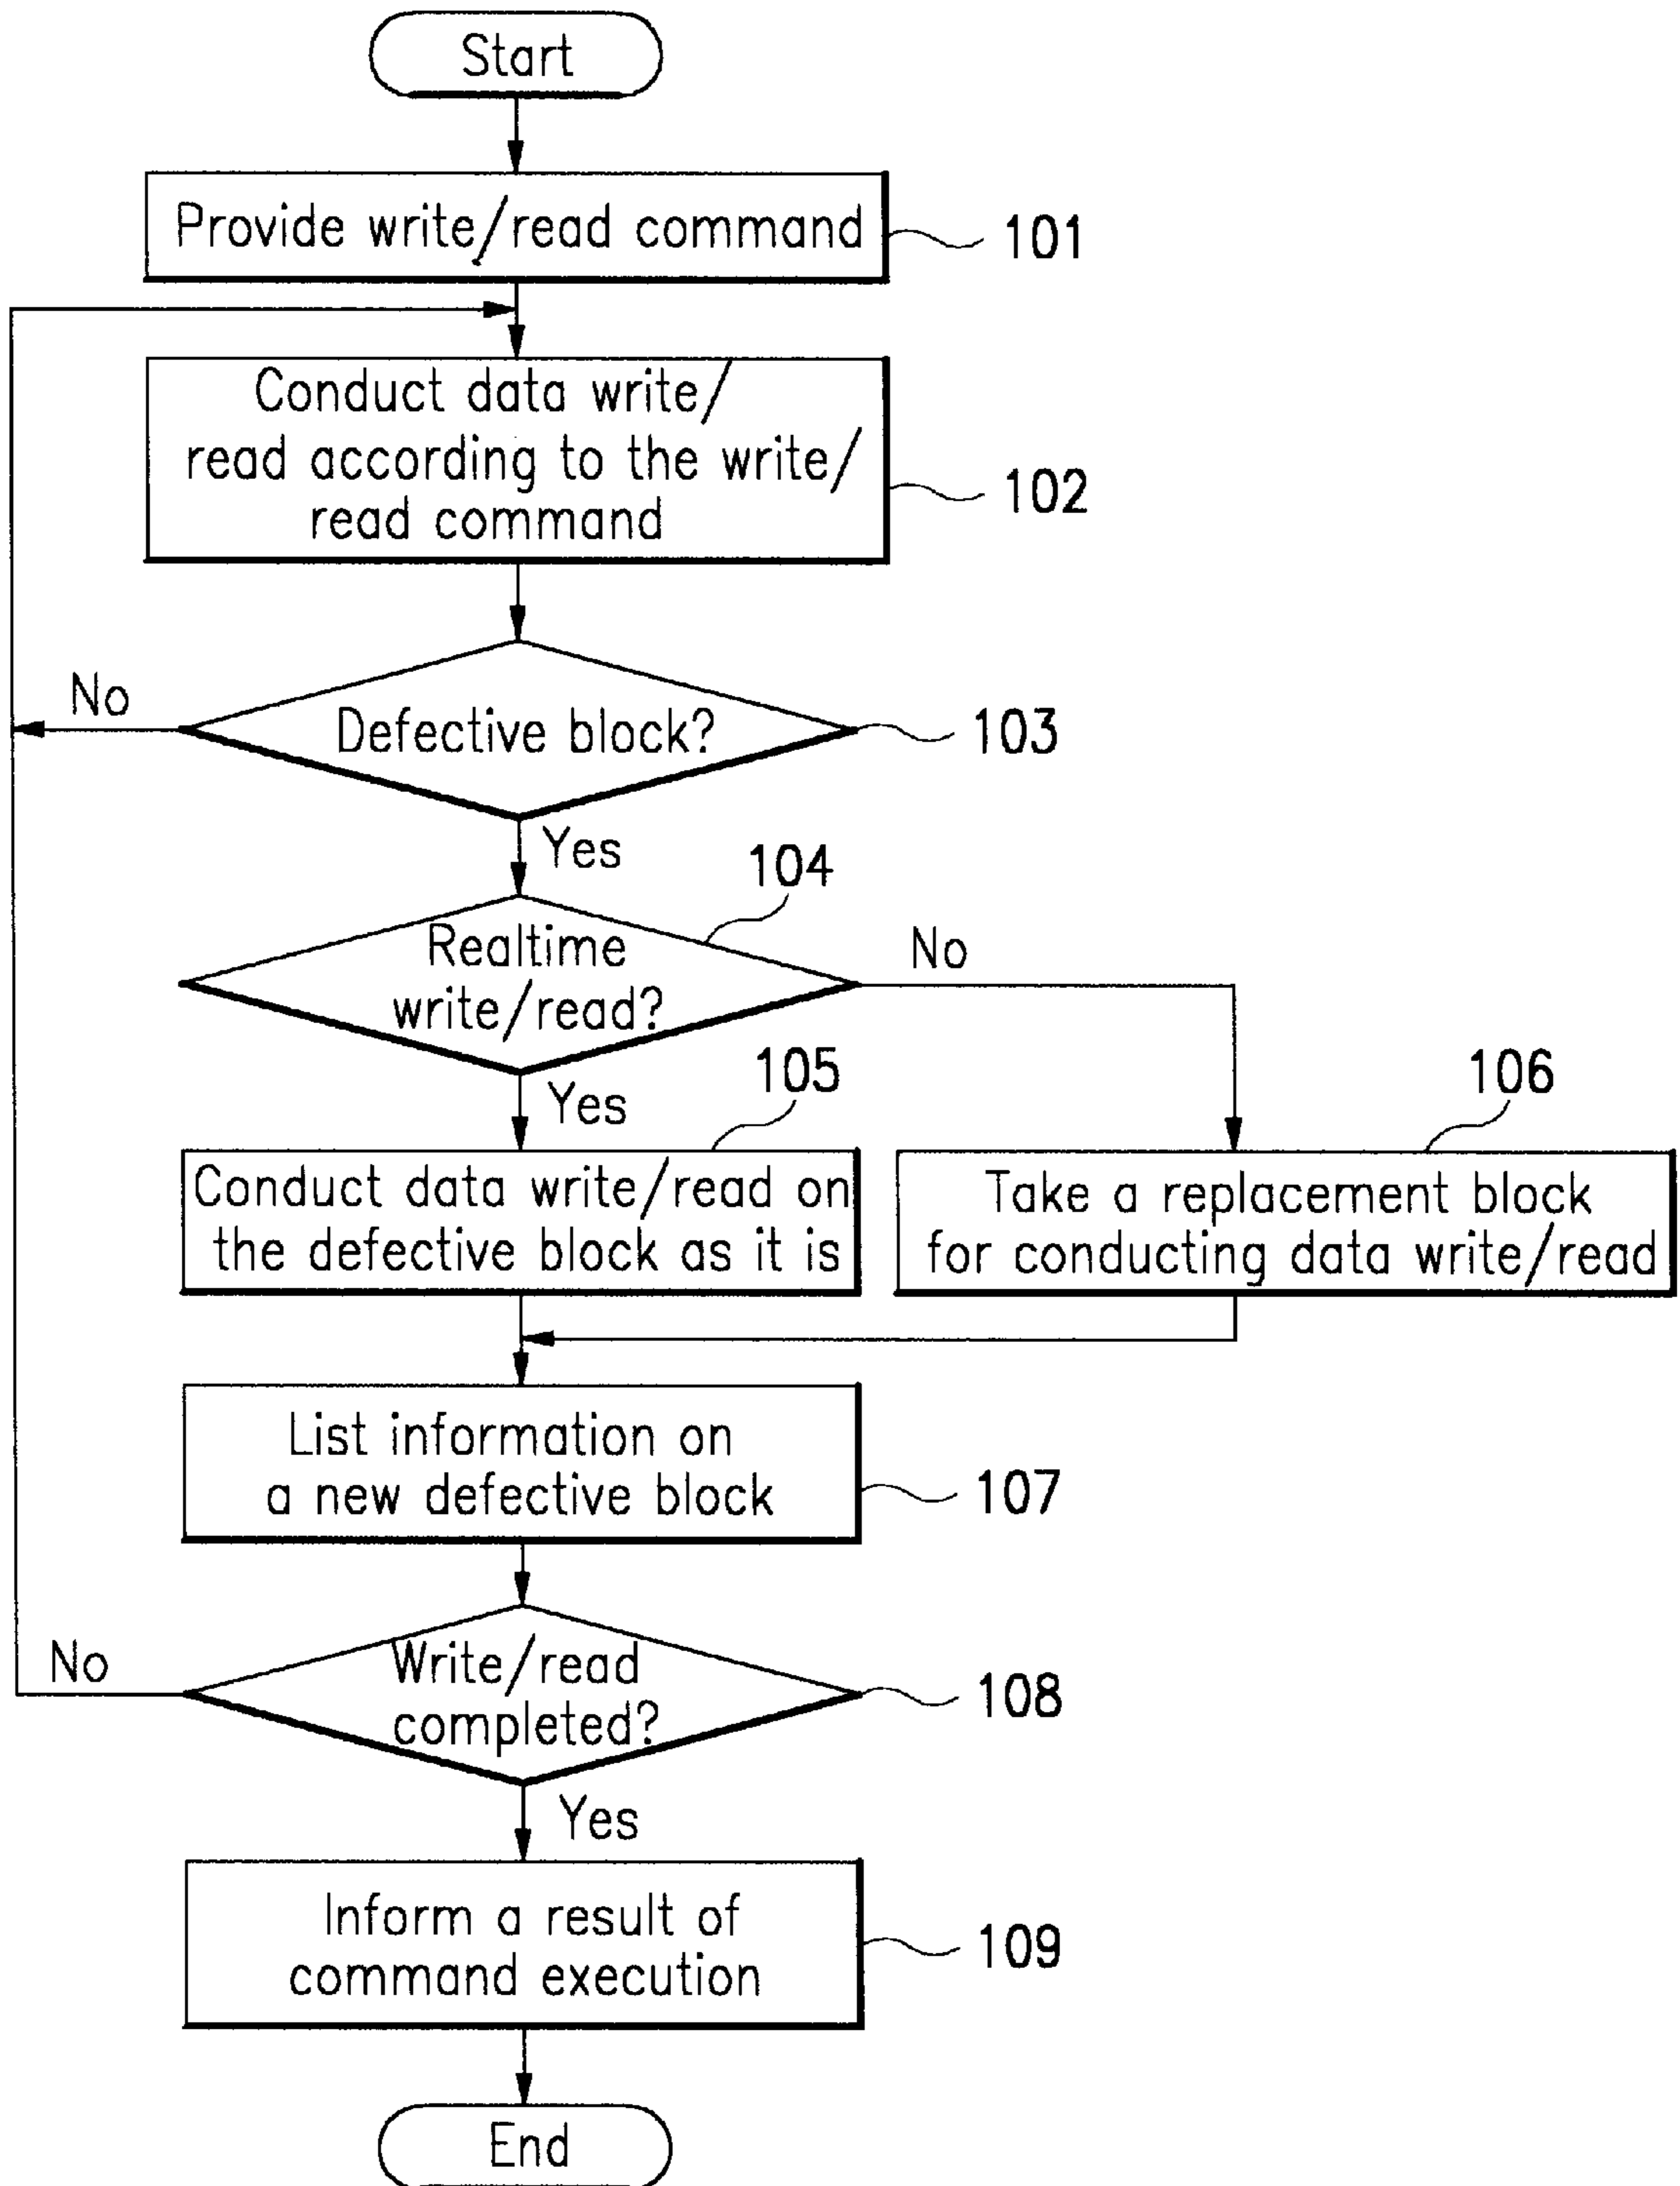 Start
Provide write/read command
101
Conduct data write/
read according to the write/
read command
102
No
Defective block?
103
Yes
104
Realtime
write/read?
No
Yes
105
106
Conduct data write/read on
the defective block as it is
Take a replacement block
for conducting data write/read
List information on
a new defective block
107
No
Write/read
completed?
108
Yes
Inform a result of
command execution
109
End